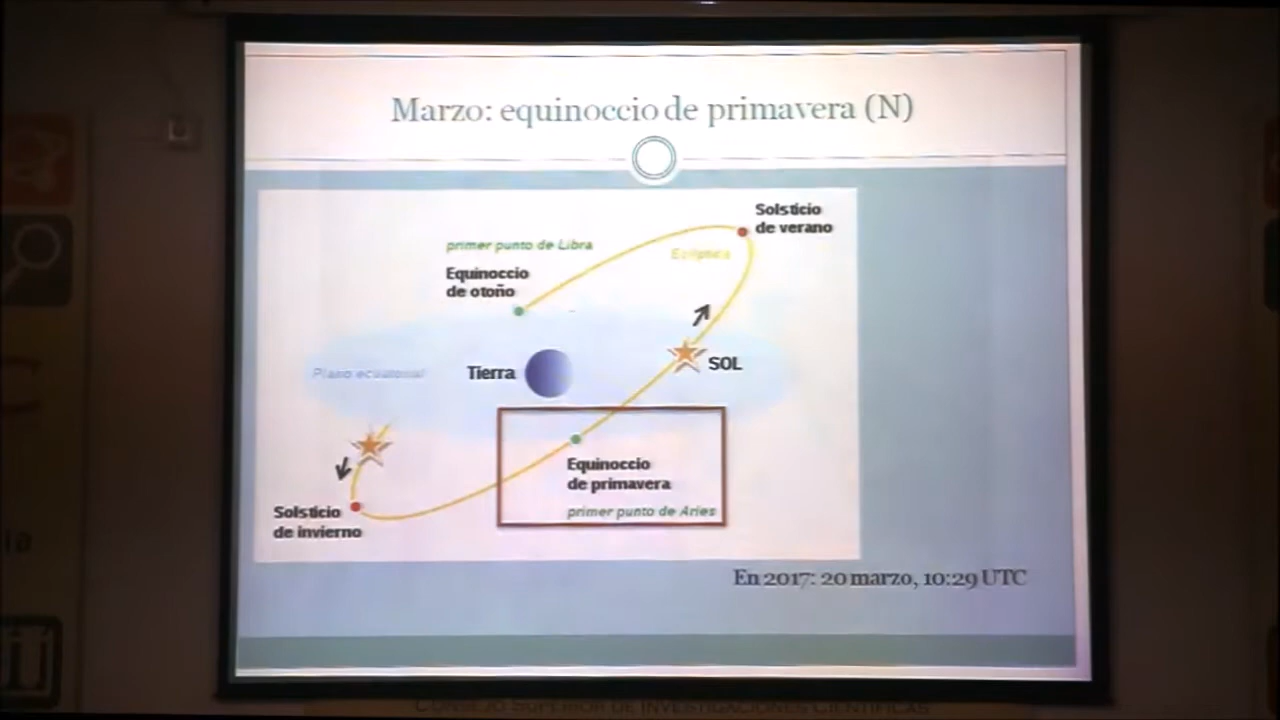 Marzo: equinoccio de primavera (N)
Solsticio
de verano
primer punto de Libra
Eclíptica
Equinoccio
de otoño
Plano ecuatorial
Tierra
SOL
Equinoccio
de primavera
primer punto de Aries
Solsticio
de invierno
En 2017: 20 marzo, 10:29 UTC
CONSEJO SUPERIOR DE INVESTIGACIONES CIENTÍFICAS